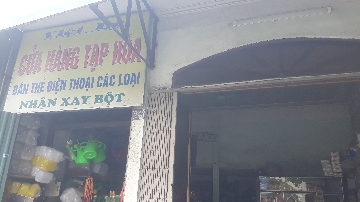 CỬA HÀNG TẠP HÓA
BÁN THẺ ĐIỆN THOẠI CÁC LOẠI
NHẬN XAY BỘT